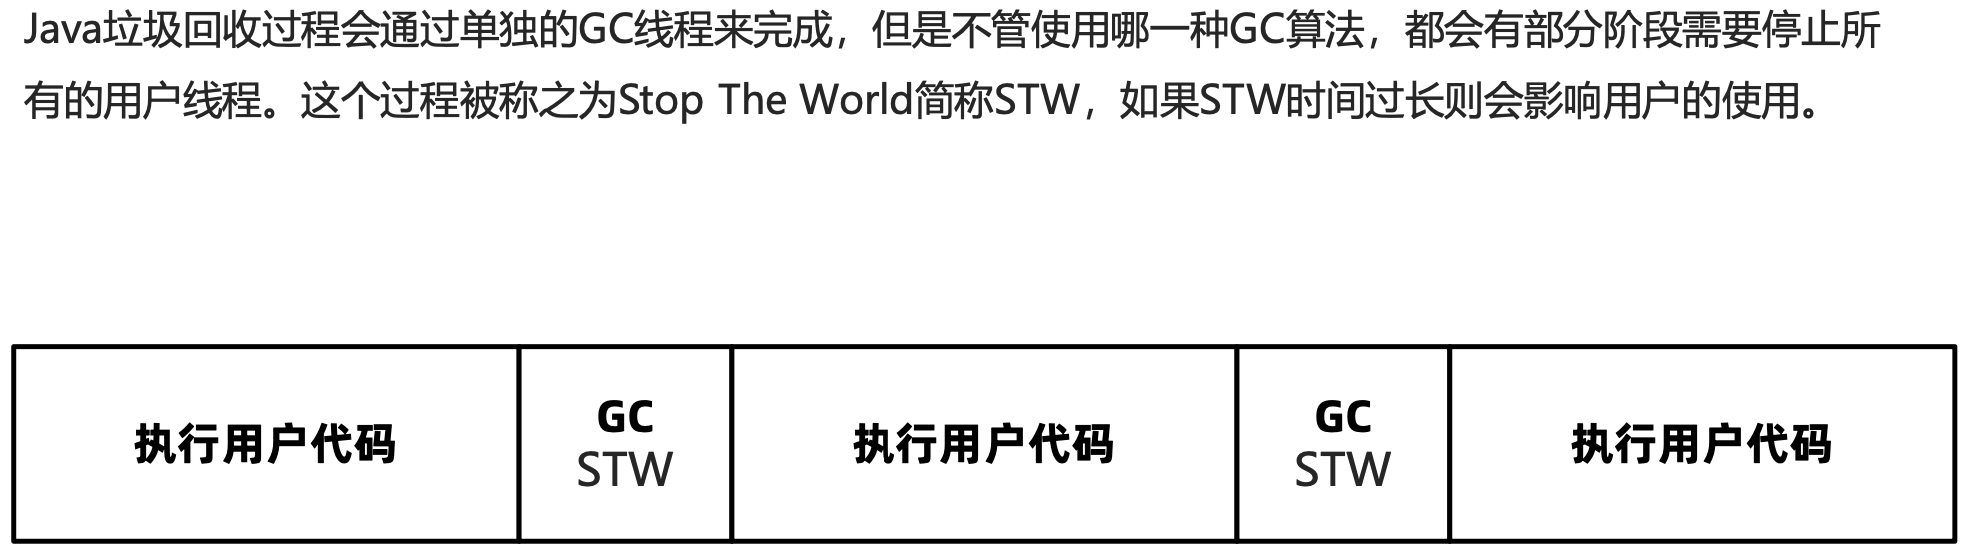 Java垃圾回收过程会通过单独的GC线程来完成，但是不管使用哪一种GC算法，都会有部分阶段需要停止所
有的用户线程。这个过程被称之为Stop The World简称STW，如果STW时间过长则会影响用户的使用。
执行用户代码
GC
STW
执行用户代码
GC
STW
执行用户代码